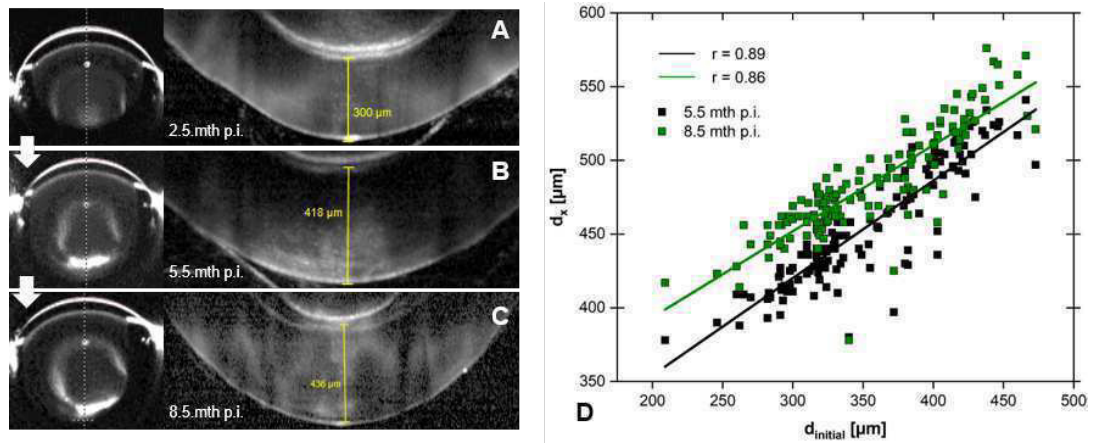 A
300 µm
2.5.mth p.i.
B
418 µm
5.5.mth p.i.
C
436 µm
8.5.mth p.i.
600
550
500
450
400
350
r = 0.89
r = 0.86
5.5 mth p.i.
8.5 mth p.i.
dₓ [µm]
200 250 300 350 400 450 500
D
d_initial [µm]